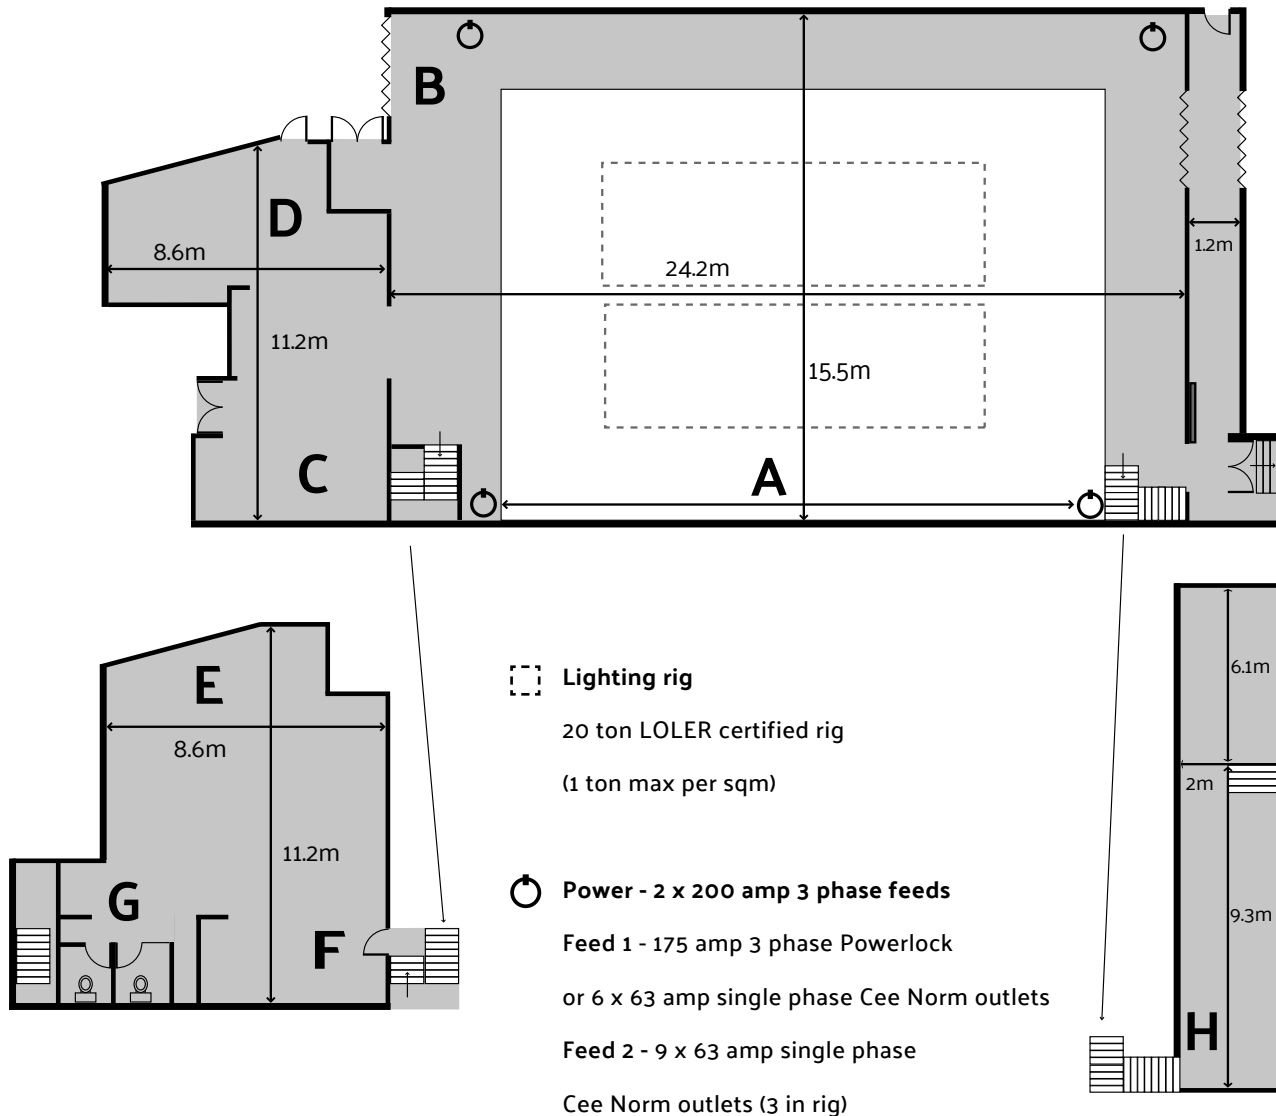 B
D
8.6m
24.2m
1.2m
11.2m
15.5m
C
A
E
8.6m
11.2m
G
F
Lighting rig
20 ton LOLER certified rig
(1 ton max per sqm)
Power - 2 x 200 amp 3 phase feeds
Feed 1 - 175 amp 3 phase Powerlock
or 6 x 63 amp single phase Cee Norm outlets
Feed 2 - 9 x 63 amp single phase
Cee Norm outlets (3 in rig)
6.1m
2m
9.3m
H